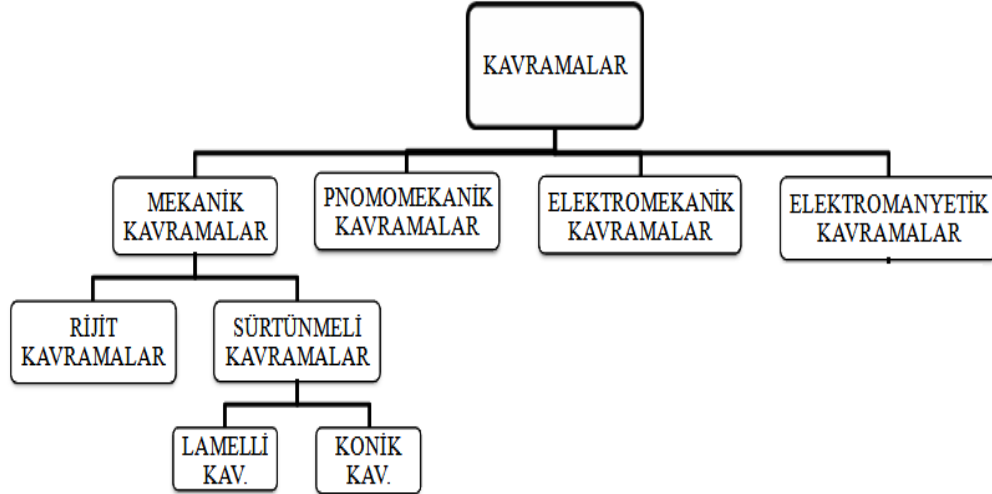 KAVRAMALAR
MEKANİK
KAVRAMALAR
PNOMOMEKANİK
KAVRAMALAR
ELEKTROMEKANİK
KAVRAMALAR
ELEKTROMANYETİK
KAVRAMALAR
RİJİT
KAVRAMALAR
SÜRTÜNMELİ
KAVRAMALAR
LAMELLİ
KAV.
KONİK
KAV.